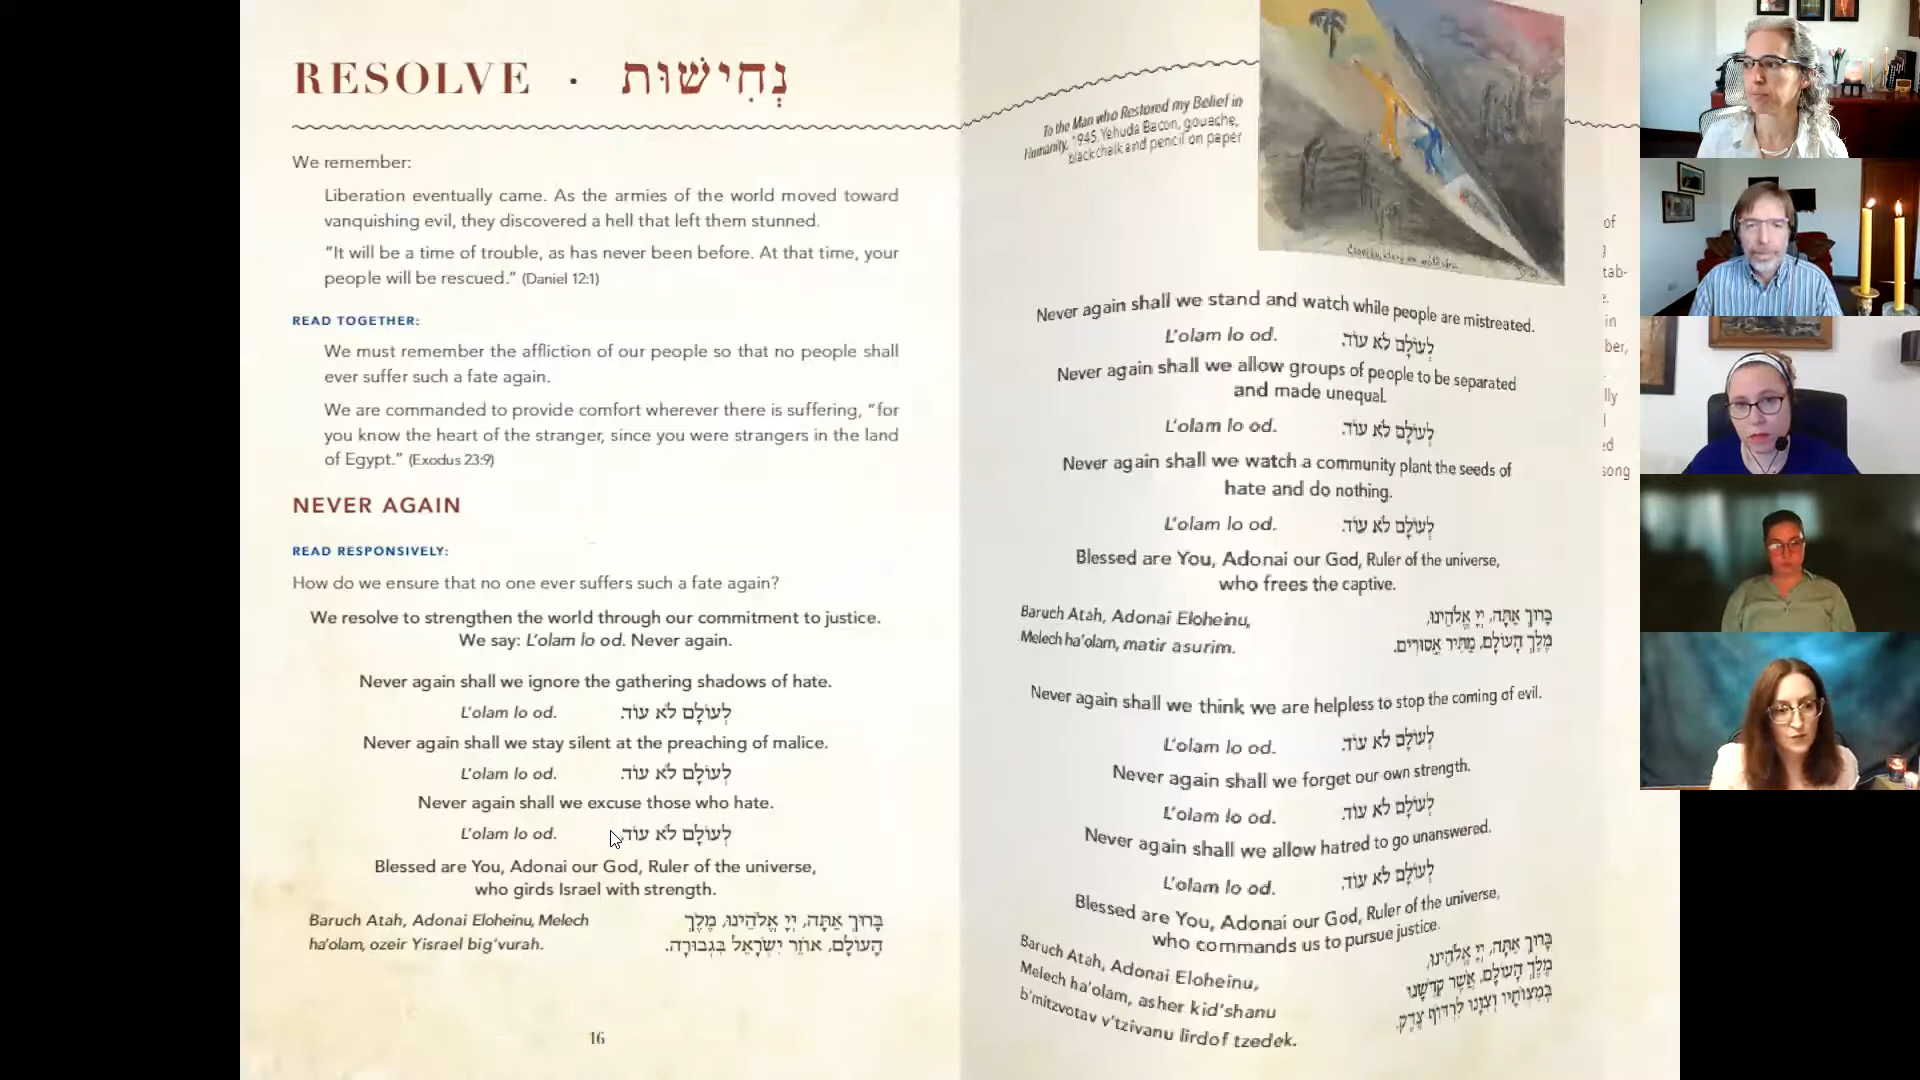 RESOLVE · נְחִישׁוּת
We remember:
Liberation eventually came. As the armies of the world moved toward
vanquishing evil, they discovered a hell that left them stunned.
“It will be a time of trouble, as has never been before. At that time, your
people will be rescued.” (Daniel 12:1)
READ TOGETHER:
We must remember the affliction of our people so that no people shall
ever suffer such a fate again.
We are commanded to provide comfort wherever there is suffering, “for
you know the heart of the stranger, since you were strangers in the land
of Egypt.” (Exodus 23:9)
NEVER AGAIN
READ RESPONSIVELY:
How do we ensure that no one ever suffers such a fate again?
We resolve to strengthen the world through our commitment to justice.
We say: L’olam lo od. Never again.
Never again shall we ignore the gathering shadows of hate.
L’olam lo od. לְעוֹלָם לֹא עוֹד.
Never again shall we stay silent at the preaching of malice.
L’olam lo od. לְעוֹלָם לֹא עוֹד.
Never again shall we excuse those who hate.
L’olam lo od. לְעוֹלָם לֹא עוֹד.
Blessed are You, Adonai our God, Ruler of the universe,
who girds Israel with strength.
Baruch Atah, Adonai Eloheinu, Melech
ha’olam, ozeir Yisrael big’vurah.
בָּרוּךְ אַתָּה, יְיָ אֱלֹהֵינוּ, מֶלֶךְ
הָעוֹלָם, אוֹזֵר יִשְׂרָאֵל בִּגְבוּרָה.
16
To the Man who Restored my Belief in
Humanity, 1945. Yehuda Bacon, gouache,
black chalk and pencil on paper
Never again shall we stand and watch while people are mistreated.
L’olam lo od. לְעוֹלָם לֹא עוֹד.
Never again shall we allow groups of people to be separated
and made unequal.
L’olam lo od. לְעוֹלָם לֹא עוֹד.
Never again shall we watch a community plant the seeds of
hate and do nothing.
L’olam lo od. לְעוֹלָם לֹא עוֹד.
Blessed are You, Adonai our God, Ruler of the universe,
who frees the captive.
Baruch Atah, Adonai Eloheinu,
Melech ha’olam, matir asurim.
בָּרוּךְ אַתָּה, יְיָ אֱלֹהֵינוּ,
מֶלֶךְ הָעוֹלָם, מַתִּיר אֲסוּרִים.
Never again shall we think we are helpless to stop the coming of evil.
L’olam lo od. לְעוֹלָם לֹא עוֹד.
Never again shall we forget our own strength.
L’olam lo od. לְעוֹלָם לֹא עוֹד.
Never again shall we allow hatred to go unanswered.
L’olam lo od. לְעוֹלָם לֹא עוֹד.
Blessed are You, Adonai our God, Ruler of the universe,
who commands us to pursue justice.
Baruch Atah, Adonai Eloheinu,
Melech ha’olam, asher kid’shanu
b’mitzvotav v’tzivanu lirdof tzedek.
בָּרוּךְ אַתָּה, יְיָ אֱלֹהֵינוּ,
מֶלֶךְ הָעוֹלָם, אֲשֶׁר קִדְּשָׁנוּ
בְּמִצְוֹתָיו וְצִוָּנוּ לִרְדּוֹף צֶדֶק.
of
tab-
in
ber,
lly
ed
song